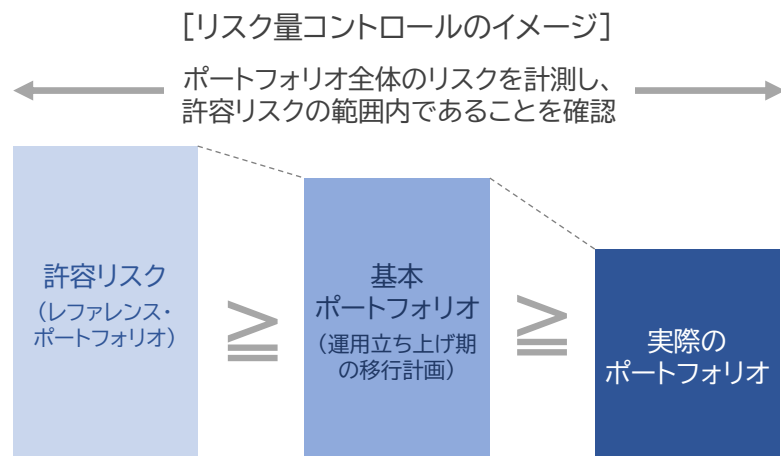 [リスク量コントロールのイメージ]
ポートフォリオ全体のリスクを計測し、
許容リスクの範囲内であることを確認
許容リスク
(レファレンス・
ポートフォリオ)
≧
基本
ポートフォリオ
(運用立ち上げ期
の移行計画)
≧
実際の
ポートフォリオ